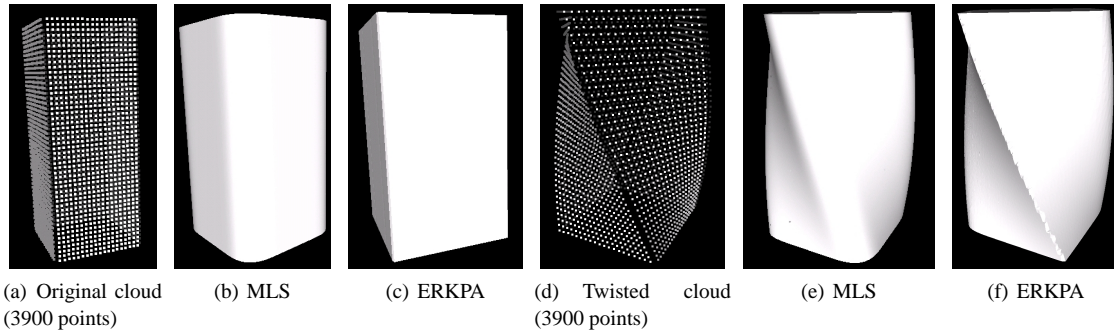 (a) Original cloud
(3900 points)
(b) MLS
(c) ERKPA
(d) Twisted cloud
(3900 points)
(e) MLS
(f) ERKPA